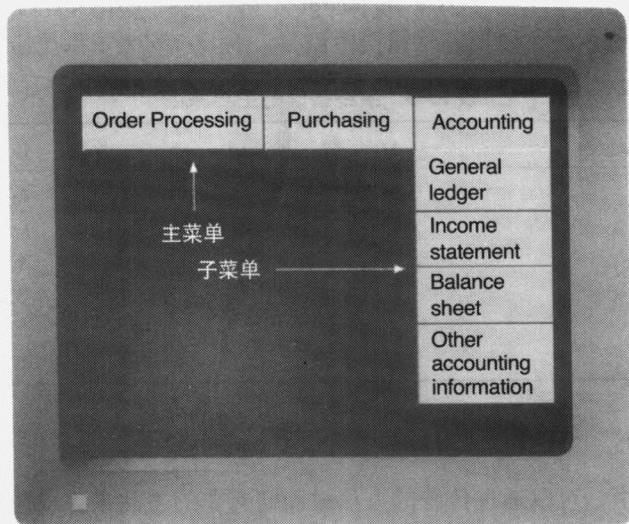 Order Processing
Purchasing
Accounting
General
ledger
主菜单
Income
statement
子菜单
Balance
sheet
Other
accounting
information